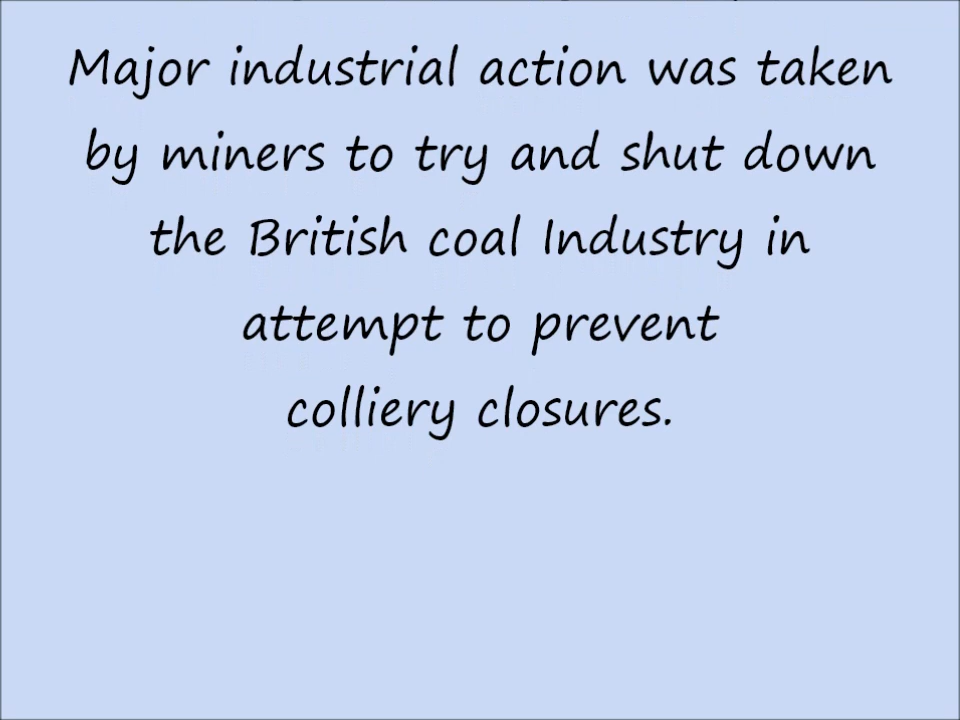 Major industrial action was taken
by miners to try and shut down
the British coal Industry in
attempt to prevent
colliery closures.